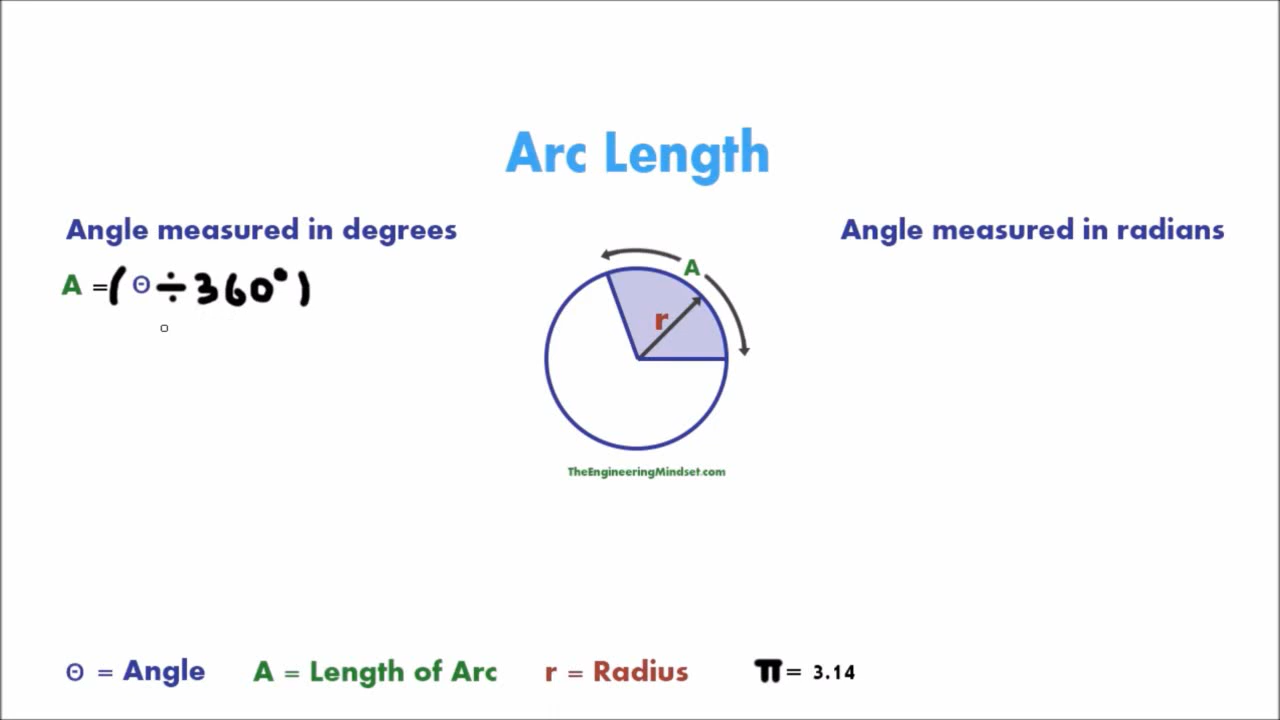 Arc Length
Angle measured in degrees
Angle measured in radians
A =( Θ ÷360°)
A
r
TheEngineeringMindset.com
Θ = Angle A = Length of Arc r = Radius π = 3.14